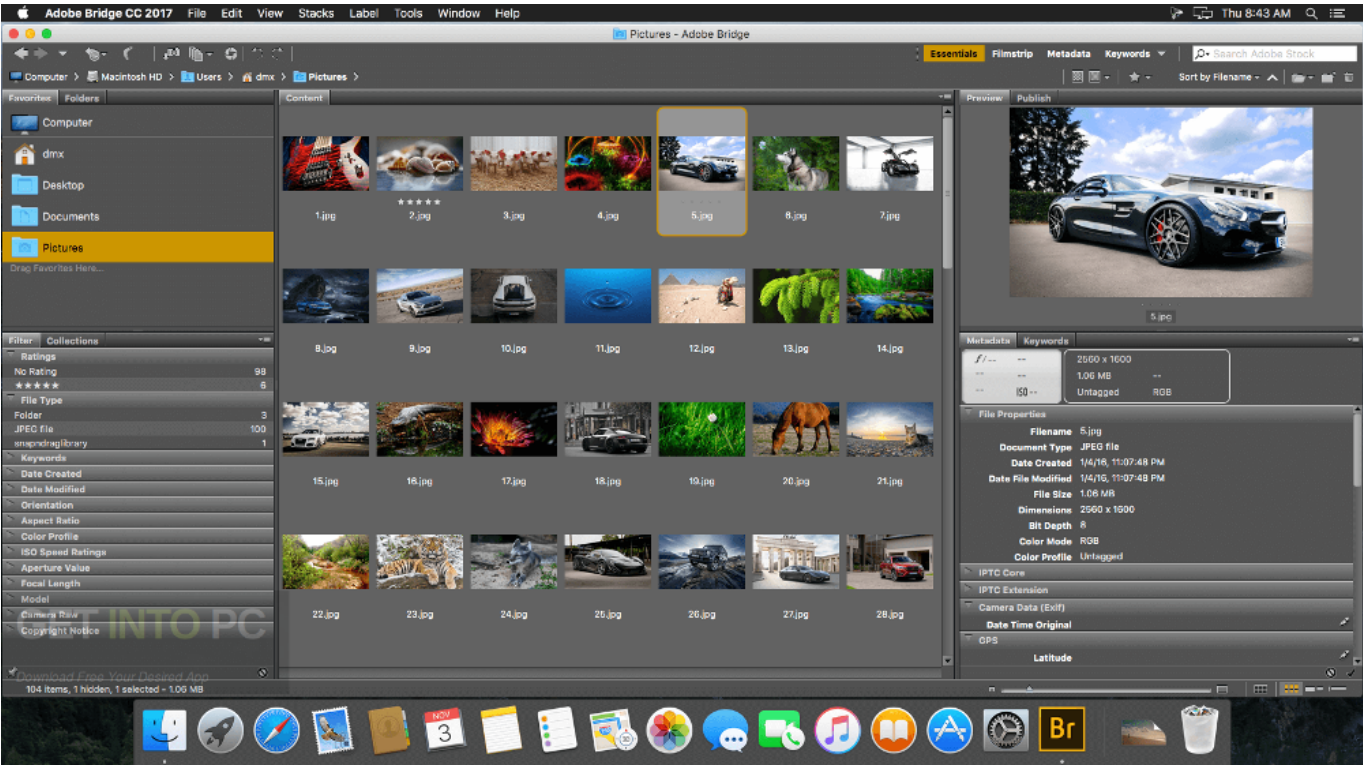 Adobe Bridge CC 2017 File Edit View Stacks Label Tools Window Help Thu 8:43 AM
Pictures - Adobe Bridge
Essentials Filmstrip Metadata Keywords Search Adobe Stock
Computer Macintosh HD Users dmx Pictures Sort by Filename
Favorites Folders Content Preview Publish
Computer
dmx
Desktop
Documents
Pictures
Drag Favorites Here...
1.jpg 2.jpg 3.jpg 4.jpg 5.jpg 6.jpg 7.jpg
8.jpg 9.jpg 10.jpg 11.jpg 12.jpg 13.jpg 14.jpg
15.jpg 16.jpg 17.jpg 18.jpg 19.jpg 20.jpg 21.jpg
22.jpg 23.jpg 24.jpg 25.jpg 26.jpg 27.jpg 28.jpg
5.jpg
Filter Collections
Ratings
No Rating 98
★★★★★ 6
File Type
Folder 3
JPEG file 100
snapndraglibrary 1
Keywords
Date Created
Date Modified
Orientation
Aspect Ratio
Color Profile
ISO Speed Ratings
Aperture Value
Focal Length
Model
Camera Raw
Copyright Notice
GET INTO PC
Download Free Your Desired App
104 items, 1 hidden, 1 selected - 1.06 MB
Metadata Keywords
f/-- -- 2560 x 1600
-- -- 1.06 MB --
-- ISO -- Untagged RGB
File Properties
Filename 5.jpg
Document Type JPEG file
Date Created 1/4/16, 11:07:48 PM
Date File Modified 1/4/16, 11:07:48 PM
File Size 1.06 MB
Dimensions 2560 x 1600
Bit Depth 8
Color Mode RGB
Color Profile Untagged
IPTC Core
IPTC Extension
Camera Data (Exif)
Date Time Original
GPS
Latitude
NOV
3
Br